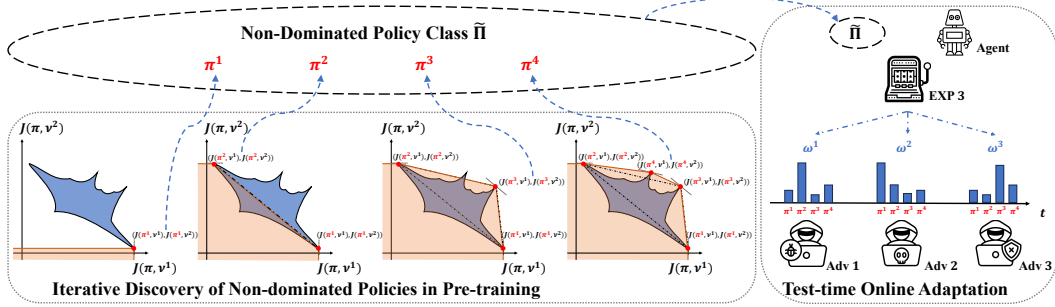 Non-Dominated Policy Class Π̃
π¹ π² π³ π⁴
J(π, ν²) J(π, ν²) J(π, ν²) J(π, ν²)
(J(π², ν¹), J(π², ν²)) (J(π², ν¹), J(π², ν²)) (J(π², ν¹), J(π², ν²))
(J(π⁴, ν¹), J(π⁴, ν²))
(J(π³, ν¹), J(π³, ν²)) (J(π³, ν¹), J(π³, ν²))
(J(π¹, ν¹), J(π¹, ν²)) (J(π¹, ν¹), J(π¹, ν²)) (J(π¹, ν¹), J(π¹, ν²)) (J(π¹, ν¹), J(π¹, ν²))
J(π, ν¹) J(π, ν¹) J(π, ν¹) J(π, ν¹)
Iterative Discovery of Non-dominated Policies in Pre-training
Π̃
Agent
EXP 3
ω¹ ω² ω³
t
π¹ π² π³ π⁴ π¹ π² π³ π⁴ π¹ π² π³ π⁴
Adv 1 Adv 2 Adv 3
Test-time Online Adaptation